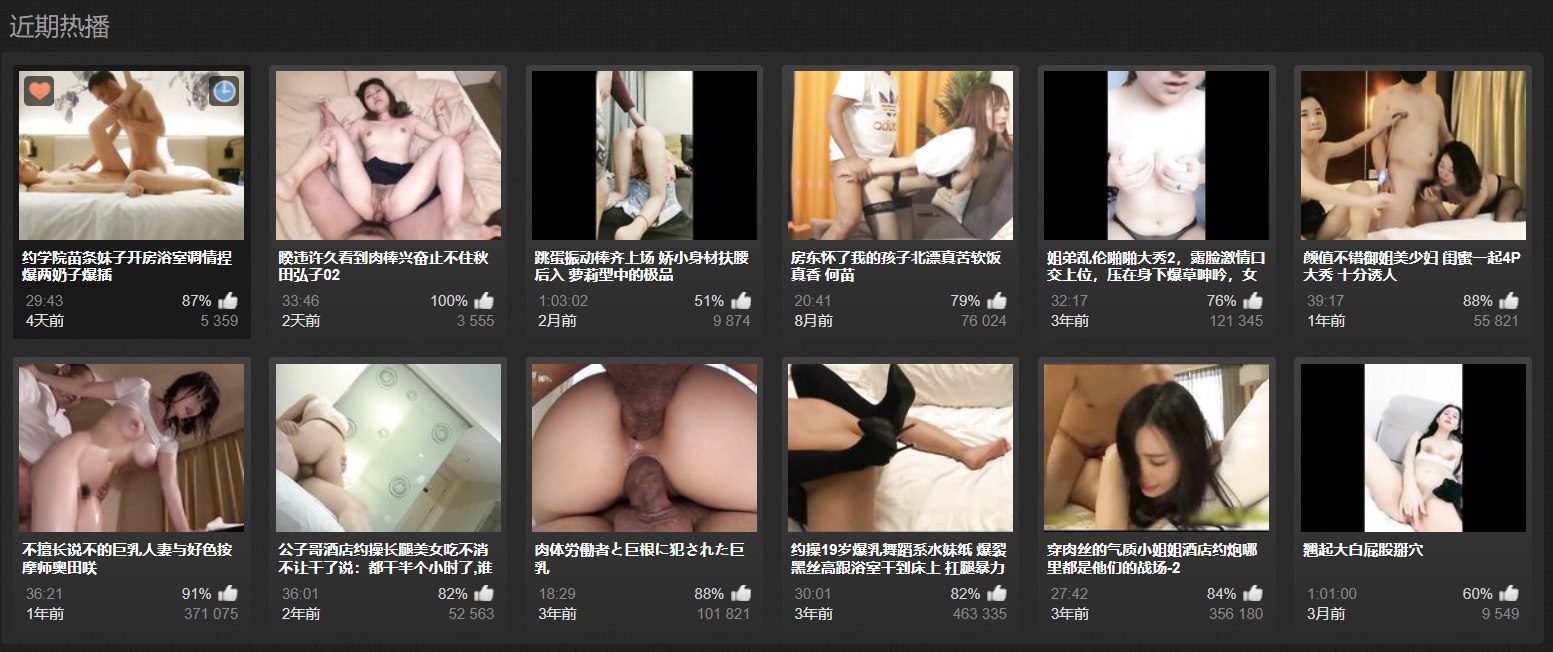 近期热播
约学院苗条妹子开房浴室调情捏
爆两奶子爆插
29:43 87%
4天前 5 359
睽违许久看到肉棒兴奋止不住秋
田弘子02
33:46 100%
2天前 3 555
跳蛋振动棒齐上场 娇小身材扶腰
后入 萝莉型中的极品
1:03:02 51%
2月前 9 874
房东怀了我的孩子北漂真苦软饭
真香 何苗
20:41 79%
8月前 76 024
姐弟乱伦啪啪大秀2，露脸激情口
交上位，压在身下爆草呻吟，女
32:17 76%
3年前 121 345
颜值不错御姐美少妇 闺蜜一起4P
大秀 十分诱人
39:17 88%
1年前 55 821
不擅长说不的巨乳人妻与好色按
摩师奥田咲
36:21 91%
1年前 371 075
公子哥酒店约操长腿美女吃不消
不让干了说：都干半个小时了,谁
36:01 82%
2年前 52 563
肉体労働者と巨根に犯された巨
乳
18:29 88%
3年前 101 821
约操19岁爆乳舞蹈系水妹纸 爆裂
黑丝高跟浴室干到床上 扛腿暴力
30:01 82%
3年前 463 335
穿肉丝的气质小姐姐酒店约炮哪
里都是他们的战场-2
27:42 84%
3年前 356 180
翘起大白屁股掰穴
1:01:00 60%
3月前 9 549